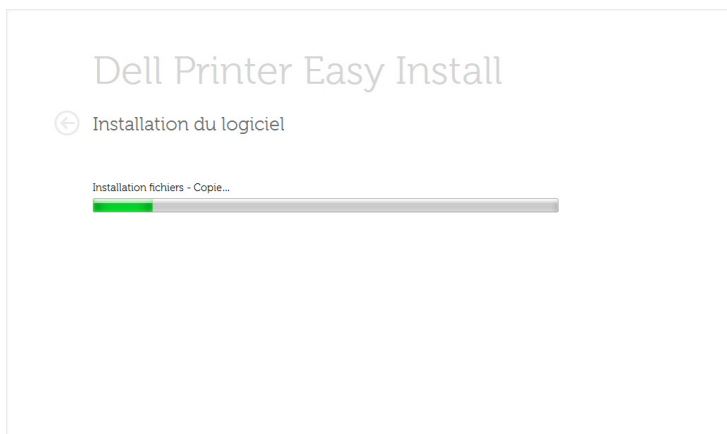 Dell Printer Easy Install
Installation du logiciel
Installation fichiers - Copie...